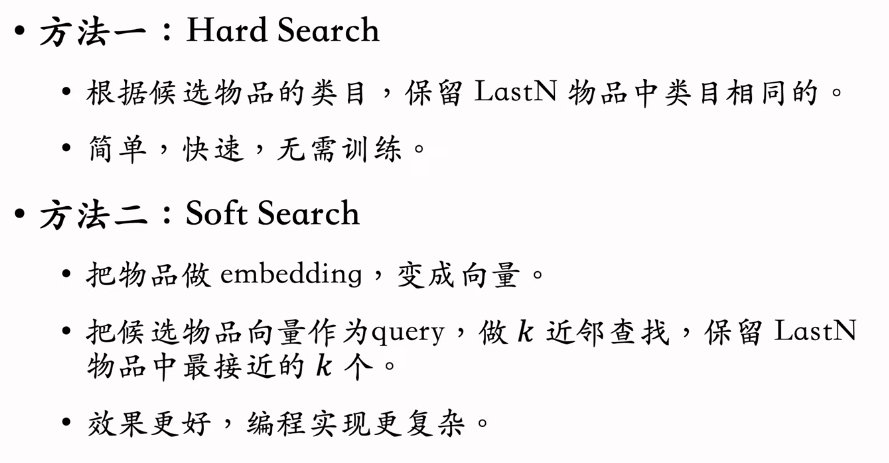 • 方法一：Hard Search
• 根据候选物品的类目，保留 LastN 物品中类目相同的。
• 简单，快速，无需训练。
• 方法二：Soft Search
• 把物品做 embedding，变成向量。
• 把候选物品向量作为query，做 k 近邻查找，保留 LastN
物品中最接近的 k 个。
• 效果更好，编程实现更复杂。